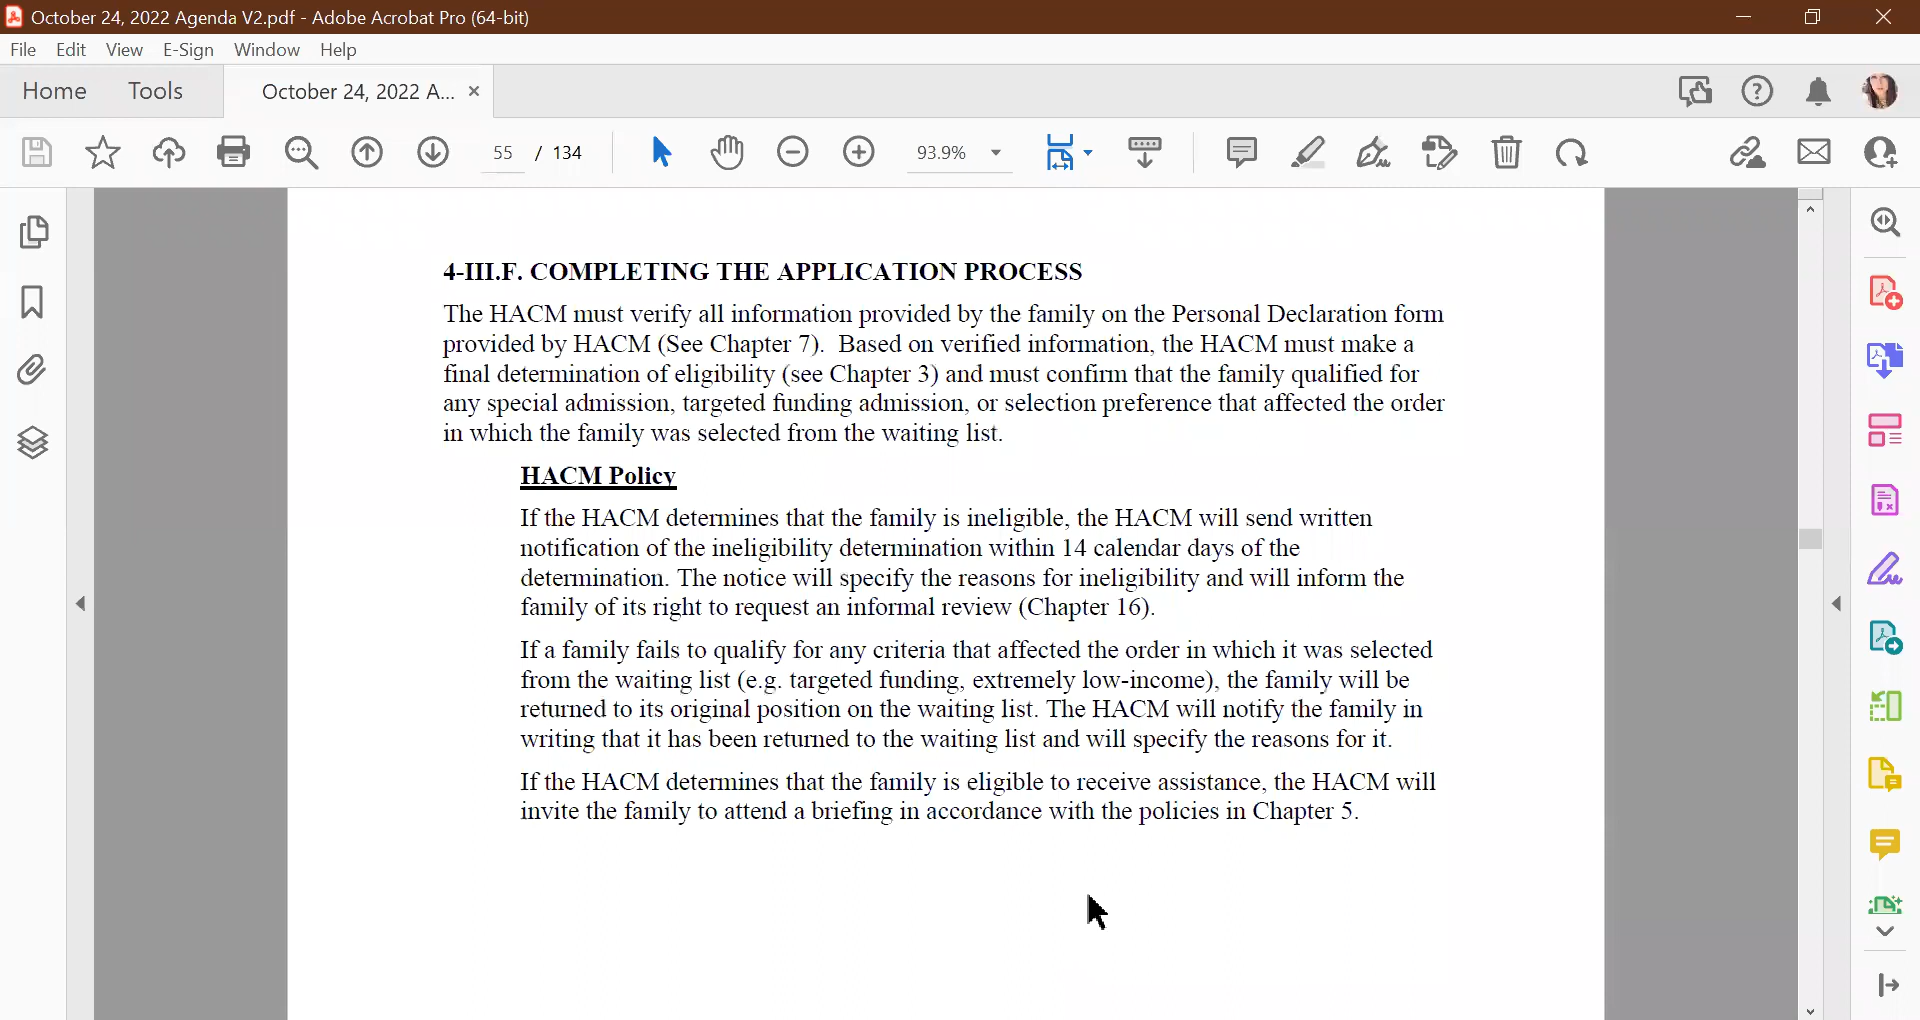 October 24, 2022 Agenda V2.pdf - Adobe Acrobat Pro (64-bit)
File Edit View E-Sign Window Help
Home Tools October 24, 2022 A... ×
55 / 134 93.9%
4-III.F. COMPLETING THE APPLICATION PROCESS
The HACM must verify all information provided by the family on the Personal Declaration form
provided by HACM (See Chapter 7). Based on verified information, the HACM must make a
final determination of eligibility (see Chapter 3) and must confirm that the family qualified for
any special admission, targeted funding admission, or selection preference that affected the order
in which the family was selected from the waiting list.
HACM Policy
If the HACM determines that the family is ineligible, the HACM will send written
notification of the ineligibility determination within 14 calendar days of the
determination. The notice will specify the reasons for ineligibility and will inform the
family of its right to request an informal review (Chapter 16).
If a family fails to qualify for any criteria that affected the order in which it was selected
from the waiting list (e.g. targeted funding, extremely low-income), the family will be
returned to its original position on the waiting list. The HACM will notify the family in
writing that it has been returned to the waiting list and will specify the reasons for it.
If the HACM determines that the family is eligible to receive assistance, the HACM will
invite the family to attend a briefing in accordance with the policies in Chapter 5.